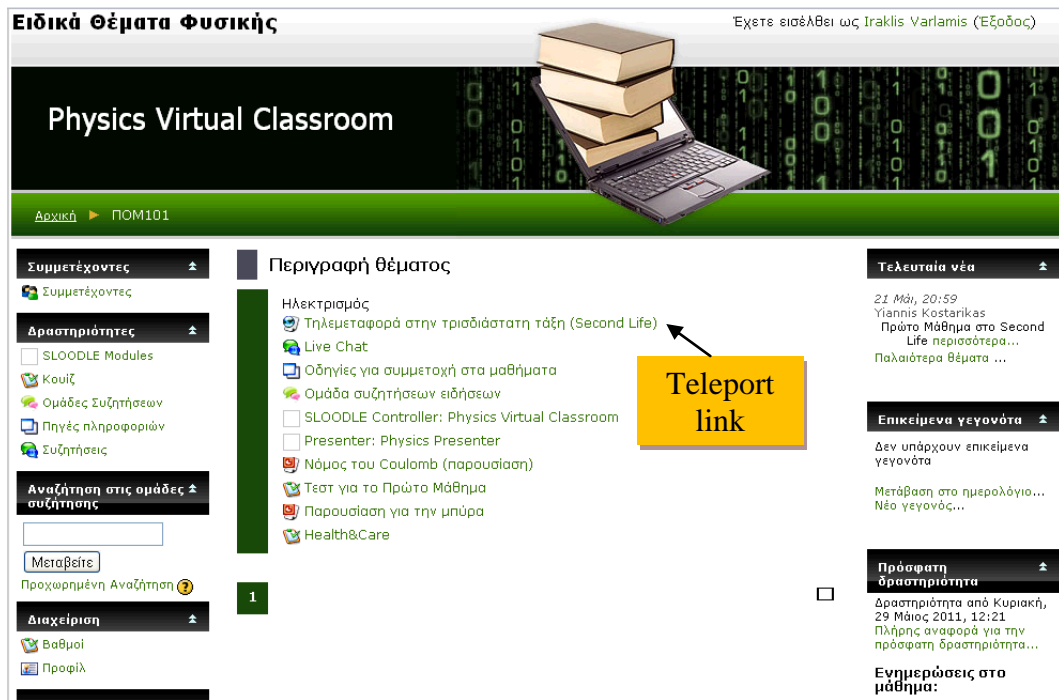 Ειδικά Θέματα Φυσικής
Έχετε εισέλθει ως Iraklis Varlamis (Έξοδος)
Physics Virtual Classroom
Αρχική ► ΠΟΜ101
Συμμετέχοντες
Συμμετέχοντες
Δραστηριότητες
SLOODLE Modules
Κουίζ
Ομάδες Συζητήσεων
Πηγές πληροφοριών
Συζητήσεις
Αναζήτηση στις ομάδες
συζήτησης
Μεταβείτε
Προχωρημένη Αναζήτηση ?
Διαχείριση
Βαθμοί
Προφίλ
Περιγραφή θέματος
Ηλεκτρισμός
Τηλεμεταφορά στην τρισδιάστατη τάξη (Second Life)
Live Chat
Οδηγίες για συμμετοχή στα μαθήματα
Ομάδα συζητήσεων ειδήσεων
SLOODLE Controller: Physics Virtual Classroom
Presenter: Physics Presenter
Νόμος του Coulomb (παρουσίαση)
Τεστ για το Πρώτο Μάθημα
Παρουσίαση για την μπύρα
Health&Care
Teleport
link
1
Τελευταία νέα
21 Μάι, 20:59
Yiannis Kostarikas
Πρώτο Μάθημα στο Second
Life περισσότερα...
Παλαιότερα θέματα ...
Επικείμενα γεγονότα
Δεν υπάρχουν επικείμενα
γεγονότα
Μετάβαση στο ημερολόγιο...
Νέο γεγονός...
Πρόσφατη
δραστηριότητα
Δραστηριότητα από Κυριακή,
29 Μάιος 2011, 12:21
Πλήρης αναφορά για την
πρόσφατη δραστηριότητα...
Ενημερώσεις στο
μάθημα: